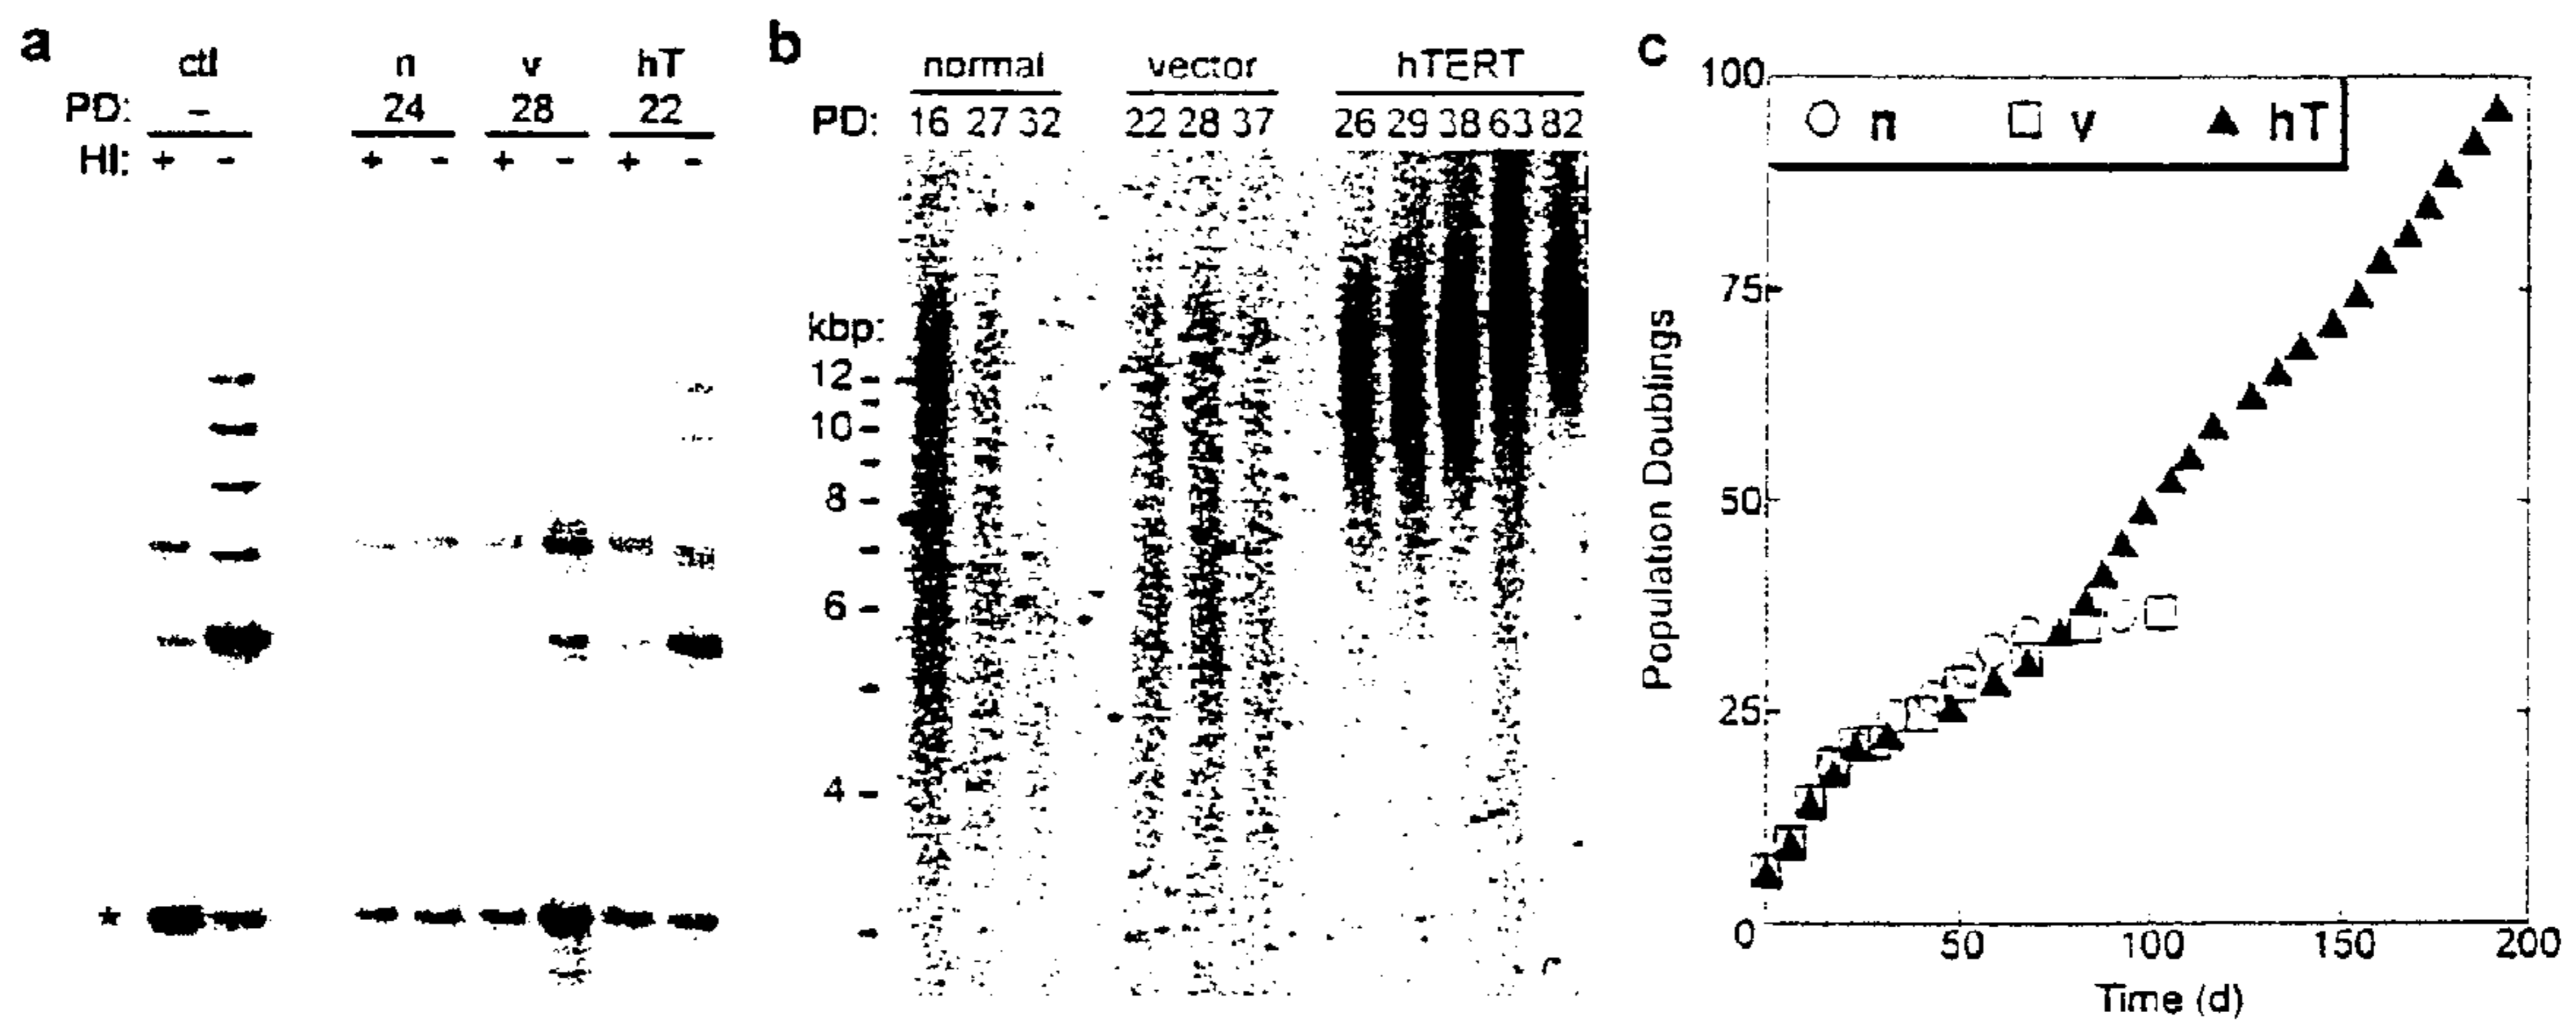 a
ctl n v hT
PD: – 24 28 22
HI: + - + - + - + -
*
b
normal vector hTERT
PD: 16 27 32 22 28 37 26 29 38 63 82
kbp:
12
10
8
6
4
c
n v hT
100
75
50
25
0
Population Doublings
50 100 150 200
Time (d)